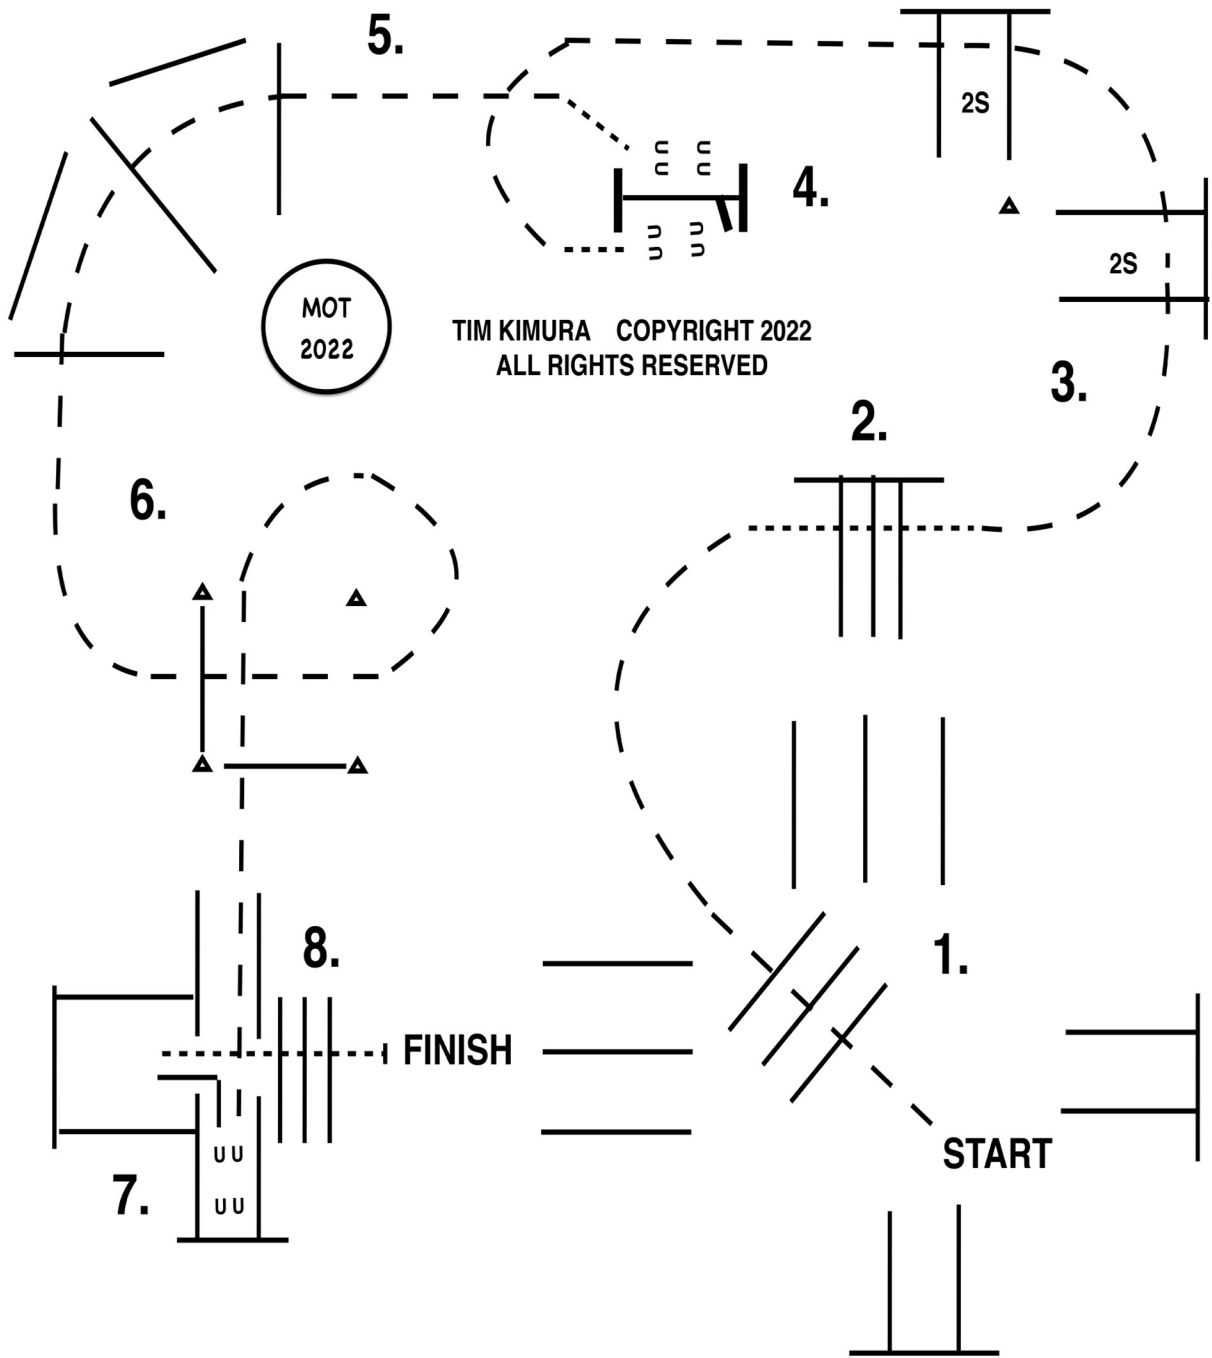 5.
2S
4.
2S
MOT
2022
TIM KIMURA COPYRIGHT 2022
ALL RIGHTS RESERVED
3.
2.
6.
1.
8.
FINISH
START
7.